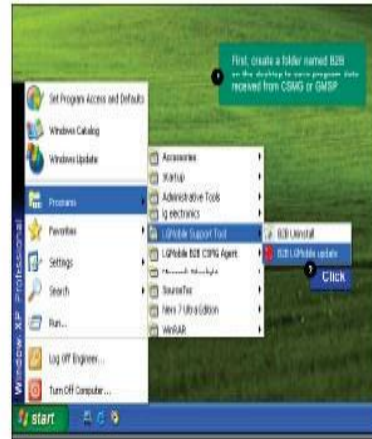 First, create a folder named B2B
on the desktop to save program data
received from CSMG or GMSP
Set Program Access and Defaults
Windows Catalog
Windows Update
Programs
Favorites
Settings
Search
Run...
Log Off Engineer...
Turn Off Computer...
Windows XP Professional
Accessories
Startup
Administrative Tools
lg electronics
LGMobile Support Tool
LGMobile B2B CSMG Agent
Microsoft Silverlight
SourceTec
Nero 7 Ultra Edition
WinRAR
B2B Uninstall
B2B LGMobile update
Click
start